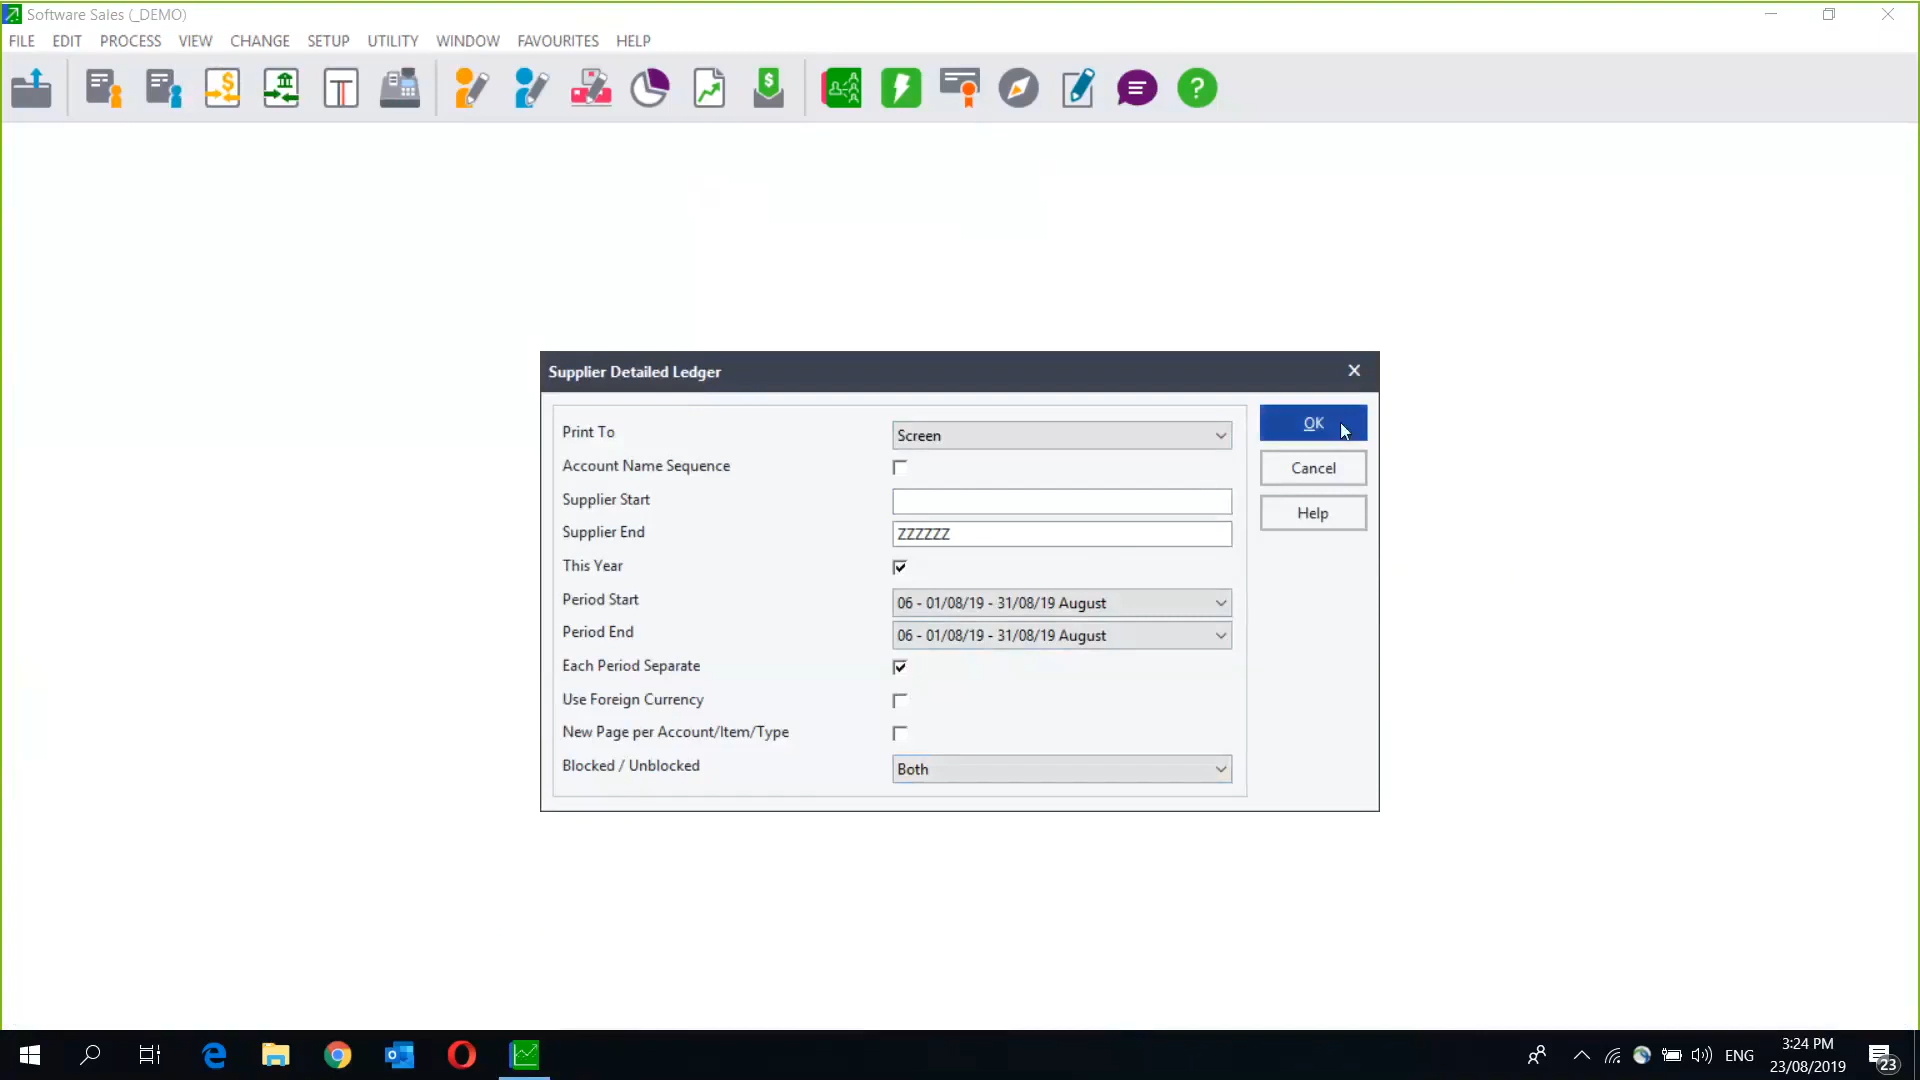 Software Sales (_DEMO)
FILE EDIT PROCESS VIEW CHANGE SETUP UTILITY WINDOW FAVOURITES HELP
Supplier Detailed Ledger
Print To Screen OK
Account Name Sequence Cancel
Supplier Start
Supplier End ZZZZZZ Help
This Year
Period Start 06 - 01/08/19 - 31/08/19 August
Period End 06 - 01/08/19 - 31/08/19 August
Each Period Separate
Use Foreign Currency
New Page per Account/Item/Type
Blocked / Unblocked Both
ENG
3:24 PM
23/08/2019
23